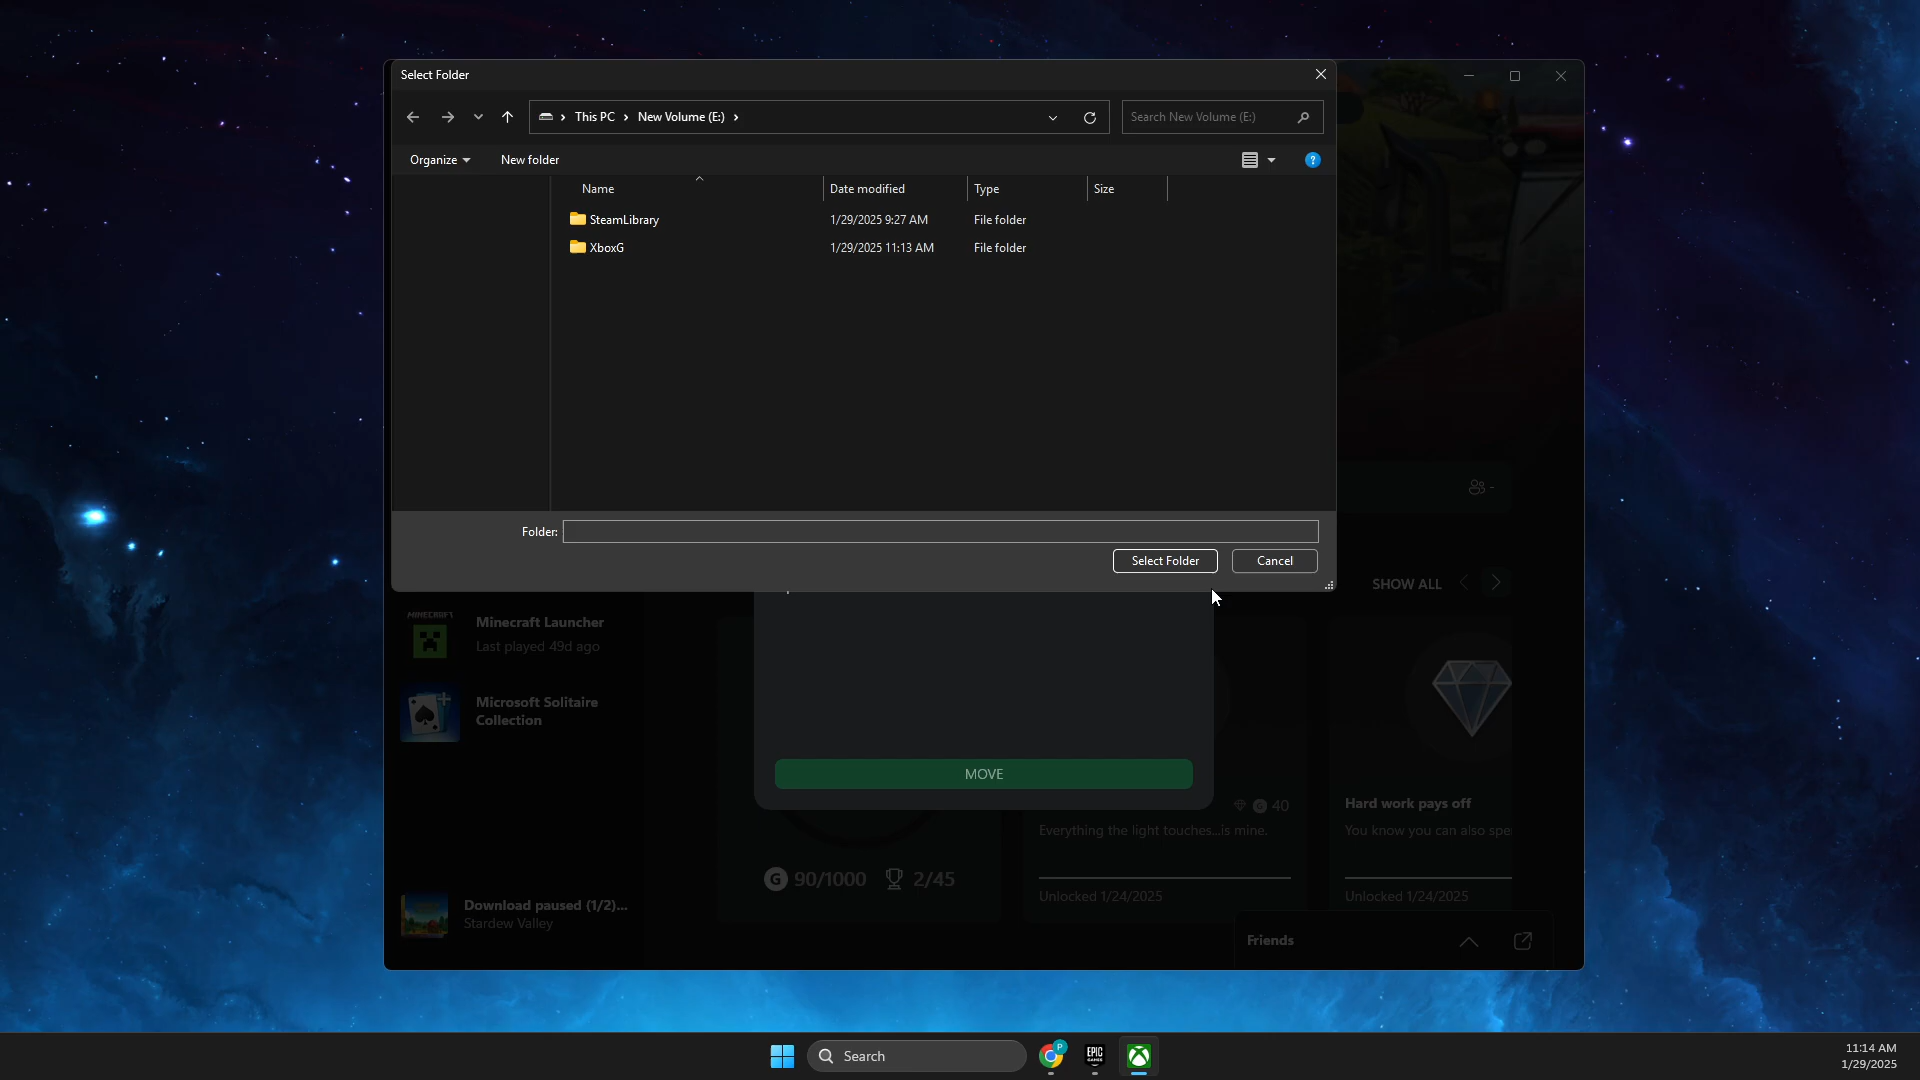 Select Folder
This PC
New Volume (E:)
Search New Volume (E:)
Organize
New folder
?
Name
Date modified
Type
Size
SteamLibrary
1/29/2025 9:27 AM
File folder
XboxG
1/29/2025 11:13 AM
File folder
Folder:
Select Folder
Cancel
SHOW ALL
MINECRAFT
Minecraft Launcher
Last played 49d ago
Microsoft Solitaire
Collection
MOVE
G 40
Everything the light touches...is mine.
Hard work pays off
You know you can also spe
G 90/1000
2/45
Unlocked 1/24/2025
Unlocked 1/24/2025
Download paused (1/2)...
Stardew Valley
Friends
Search
P
EPIC
GAMES
11:14 AM
1/29/2025